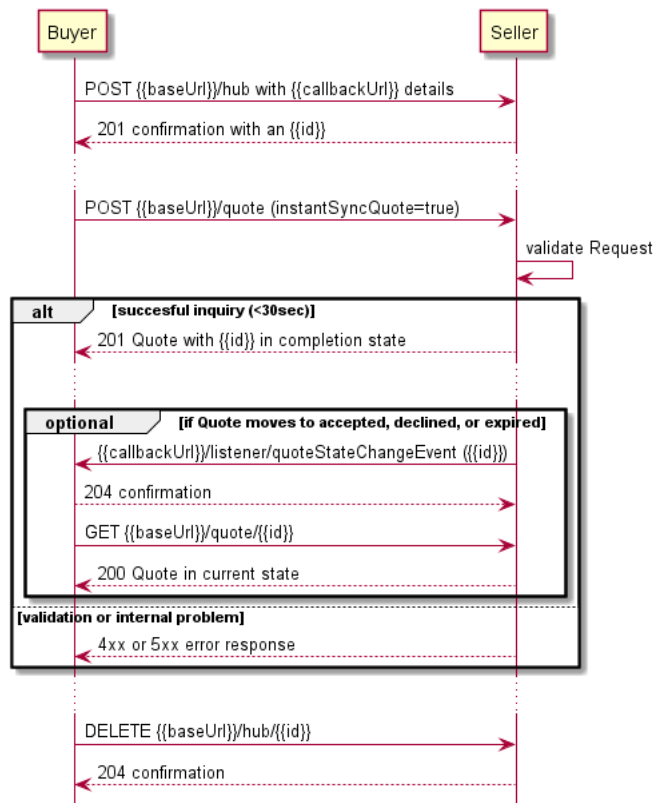 Buyer
Seller
POST {{baseUrl}}/hub with {{callbackUrl}} details
201 confirmation with an {{id}}
POST {{baseUrl}}/quote (instantSyncQuote=true)
validate Request
alt
[succesful inquiry (<30sec)]
201 Quote with {{id}} in completion state
optional
[if Quote moves to accepted, declined, or expired]
{{callbackUrl}}/listener/quoteStateChangeEvent ({{id}})
204 confirmation
GET {{baseUrl}}/quote/{{id}}
200 Quote in current state
[validation or internal problem]
4xx or 5xx error response
DELETE {{baseUrl}}/hub/{{id}}
204 confirmation